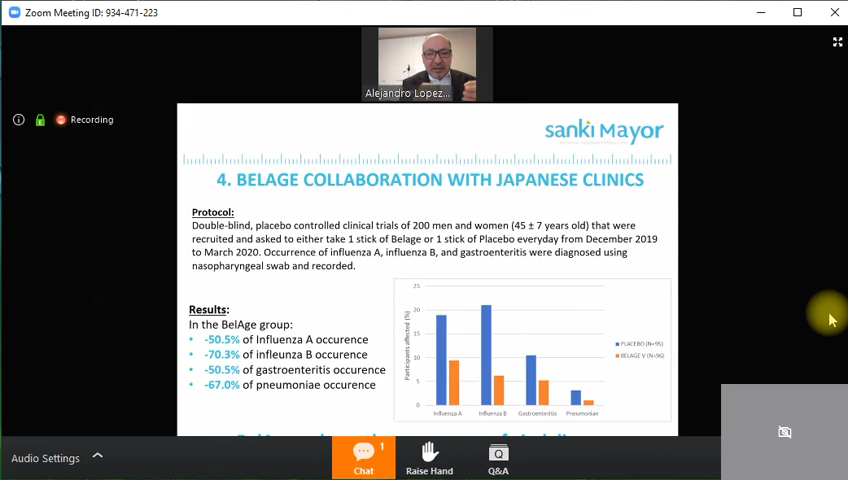 Zoom Meeting ID: 934-471-223
Alejandro Lopez...
Recording
sanki Mayor
4. BELAGE COLLABORATION WITH JAPANESE CLINICS
Protocol:
Double-blind, placebo controlled clinical trials of 200 men and women (45 ± 7 years old) that were
recruited and asked to either take 1 stick of Belage or 1 stick of Placebo everyday from December 2019
to March 2020. Occurrence of influenza A, influenza B, and gastroenteritis were diagnosed using
nasopharyngeal swab and recorded.
Results:
In the BelAge group:
• -50.5% of Influenza A occurence
• -70.3% of influenza B occurence
• -50.5% of gastroenteritis occurence
• -67.0% of pneumoniae occurence
Participants affected (%)
25
20
15
10
5
0
Influenza A
Influenza B
Gastroenteritis
Pneumoniae
PLACEBO (N=95)
BELAGE V (N=96)
Audio Settings
1
Chat
Raise Hand
Q
Q&A